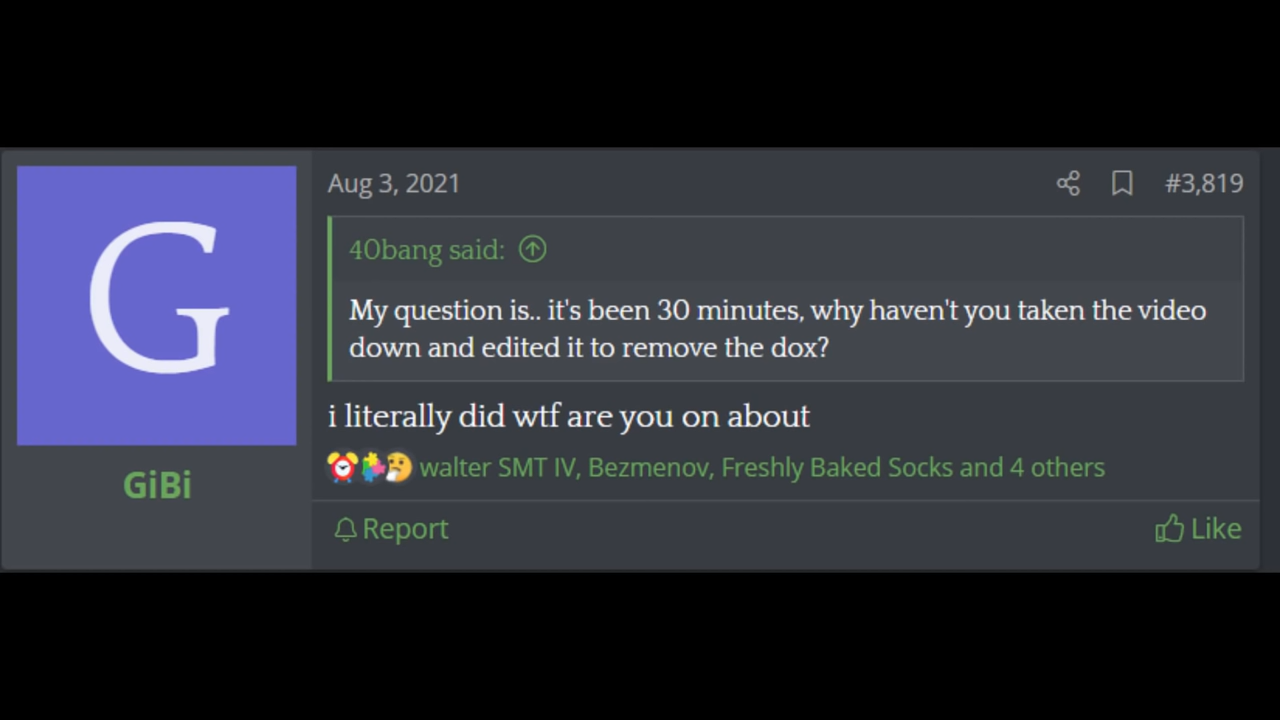 G
GiBi
Aug 3, 2021
#3,819
40bang said:
My question is.. it's been 30 minutes, why haven't you taken the video
down and edited it to remove the dox?
i literally did wtf are you on about
walter SMT IV, Bezmenov, Freshly Baked Socks and 4 others
Report
Like